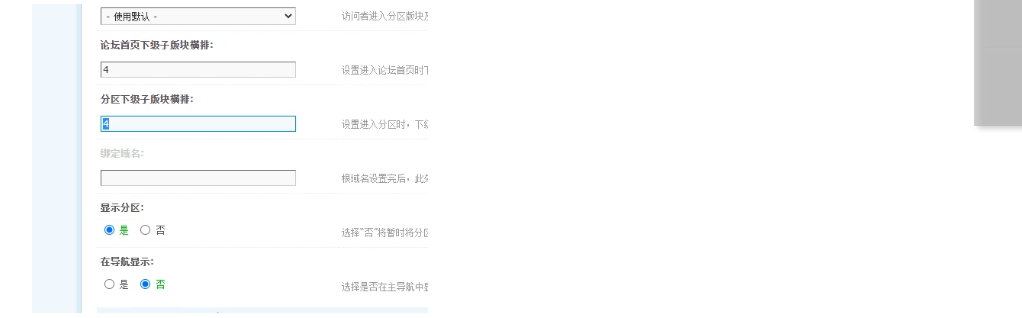 - 使用默认 -
访问者进入分区版块及
论坛首页下级子版块横排:
4
设置进入论坛首页时
分区下级子版块横排:
4
设置进入分区时，下级
绑定域名:
根域名设置完后，此
显示分区:
是 否
选择"否"将暂时将分区
在导航显示:
是 否
选择是否在主导航中